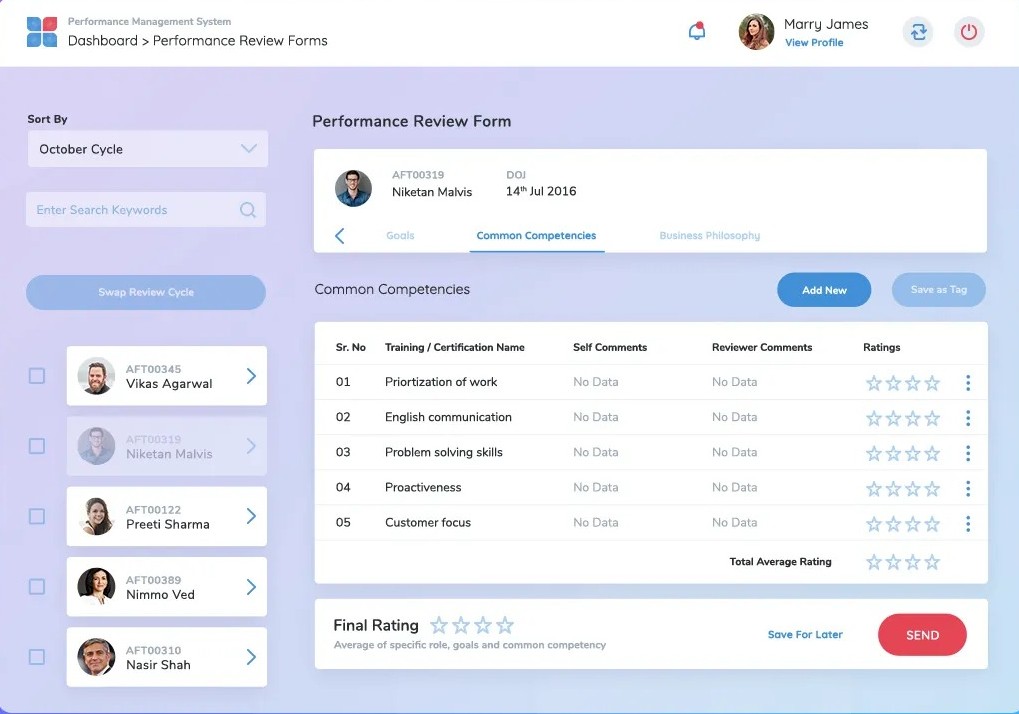 Performance Management System
Dashboard > Performance Review Forms
Marry James
View Profile
Sort By
October Cycle
Enter Search Keywords
Swap Review Cycle
AFT00345
Vikas Agarwal
AFT00319
Niketan Malvis
AFT00122
Preeti Sharma
AFT00389
Nimmo Ved
AFT00310
Nasir Shah
Performance Review Form
AFT00319 DOJ
Niketan Malvis 14th Jul 2016
Goals Common Competencies Business Philosophy
Common Competencies Add New Save as Tag
Sr. No Training / Certification Name Self Comments Reviewer Comments Ratings
01 Priortization of work No Data No Data
02 English communication No Data No Data
03 Problem solving skills No Data No Data
04 Proactiveness No Data No Data
05 Customer focus No Data No Data
Total Average Rating
Final Rating
Average of specific role, goals and common competency
Save For Later SEND